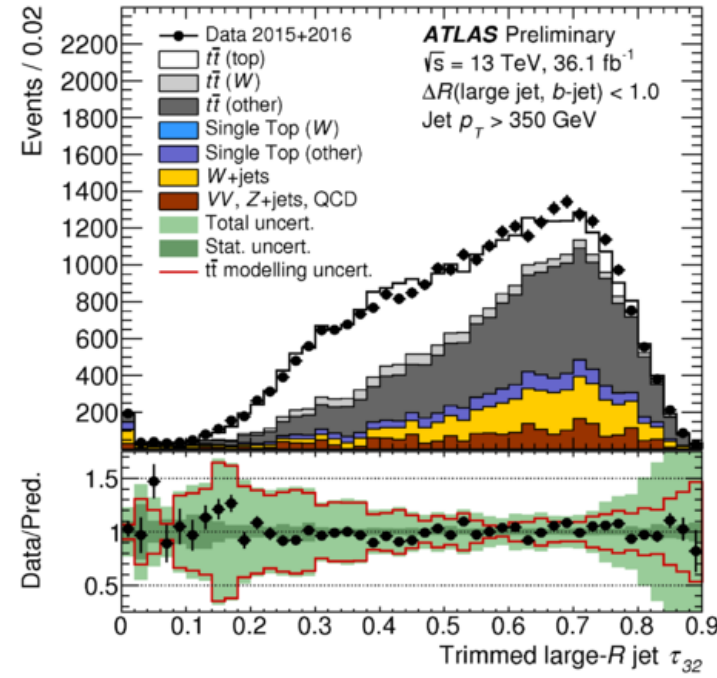 Events / 0.02
2200
2000
1800
1600
1400
1200
1000
800
600
400
200
Data 2015+2016
tt̄ (top)
tt̄ (W)
tt̄ (other)
Single Top (W)
Single Top (other)
W+jets
VV, Z+jets, QCD
Total uncert.
Stat. uncert.
tt̄ modelling uncert.
ATLAS Preliminary
√s = 13 TeV, 36.1 fb⁻¹
ΔR(large jet, b-jet) < 1.0
Jet p_T > 350 GeV
Data/Pred.
1.5
1
0.5
0 0.1 0.2 0.3 0.4 0.5 0.6 0.7 0.8 0.9
Trimmed large-R jet τ₃₂